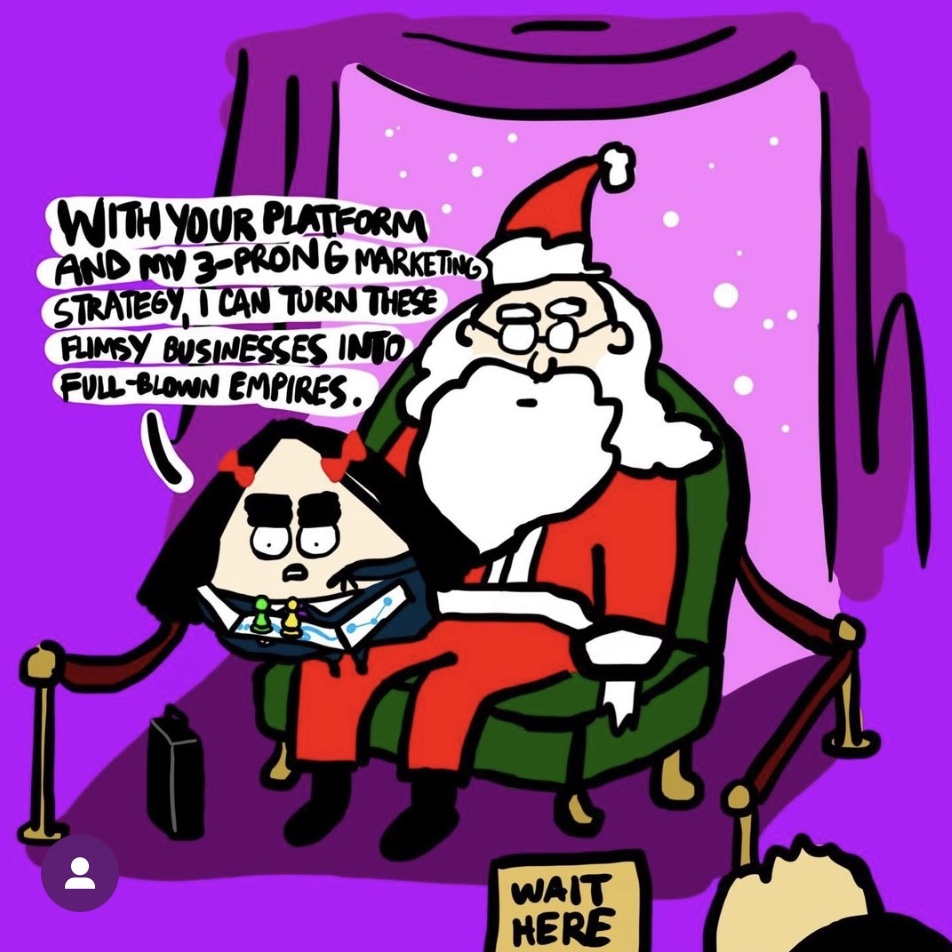 WITH YOUR PLATFORM
AND MY 3-PRONG MARKETING
STRATEGY, I CAN TURN THESE
FLIMSY BUSINESSES INTO
FULL-BLOWN EMPIRES.
WAIT
HERE